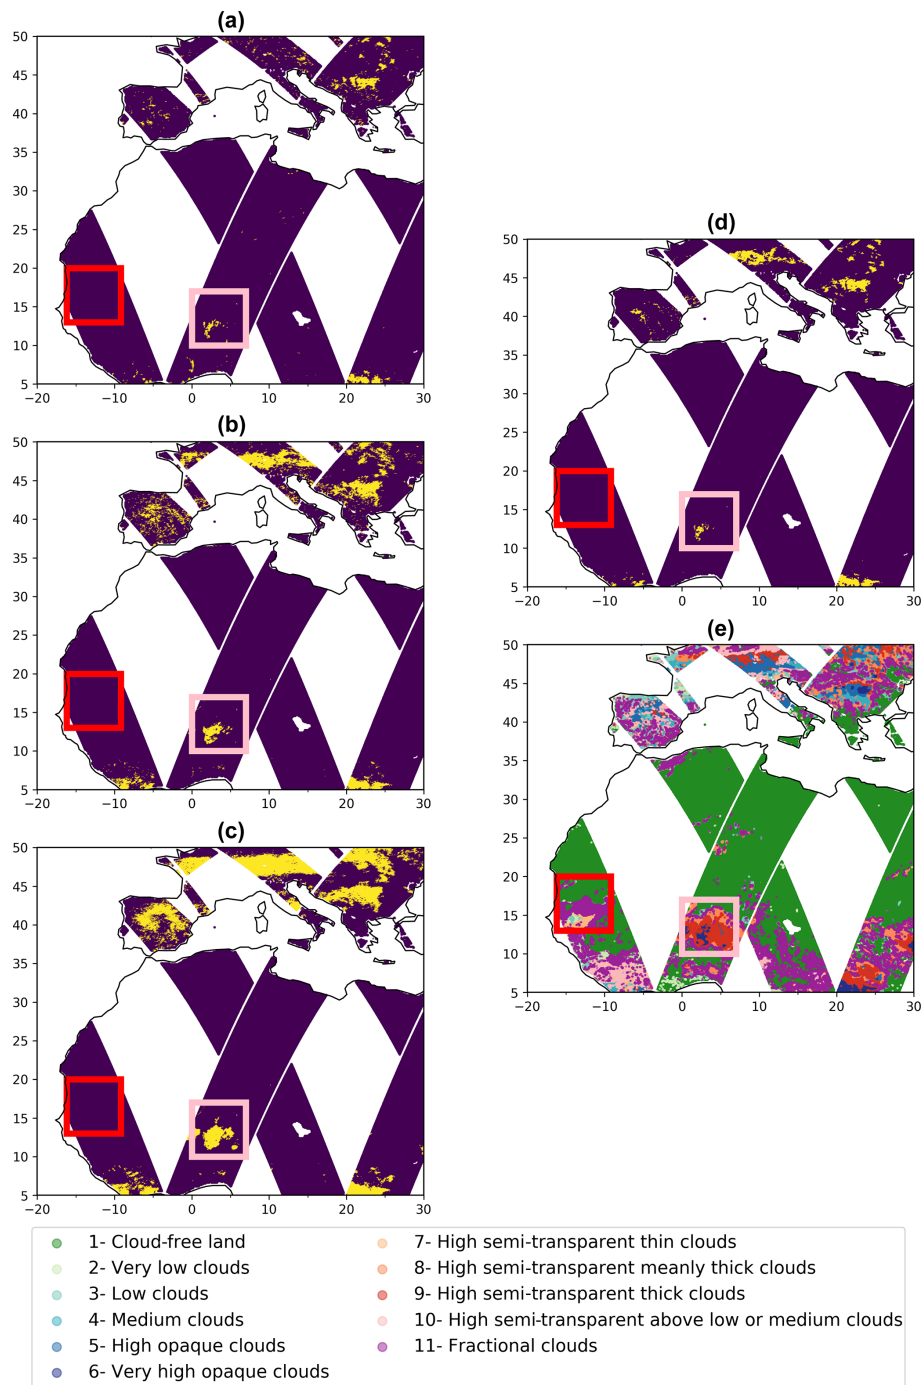 (a)
50
45
40
35
30
25
20
15
10
5
−20 −10 0 10 20 30
(b)
50
45
40
35
30
25
20
15
10
5
−20 −10 0 10 20 30
(c)
50
45
40
35
30
25
20
15
10
5
−20 −10 0 10 20 30
(d)
50
45
40
35
30
25
20
15
10
5
−20 −10 0 10 20 30
(e)
50
45
40
35
30
25
20
15
10
5
−20 −10 0 10 20 30
1- Cloud-free land
2- Very low clouds
3- Low clouds
4- Medium clouds
5- High opaque clouds
6- Very high opaque clouds
7- High semi-transparent thin clouds
8- High semi-transparent meanly thick clouds
9- High semi-transparent thick clouds
10- High semi-transparent above low or medium clouds
11- Fractional clouds